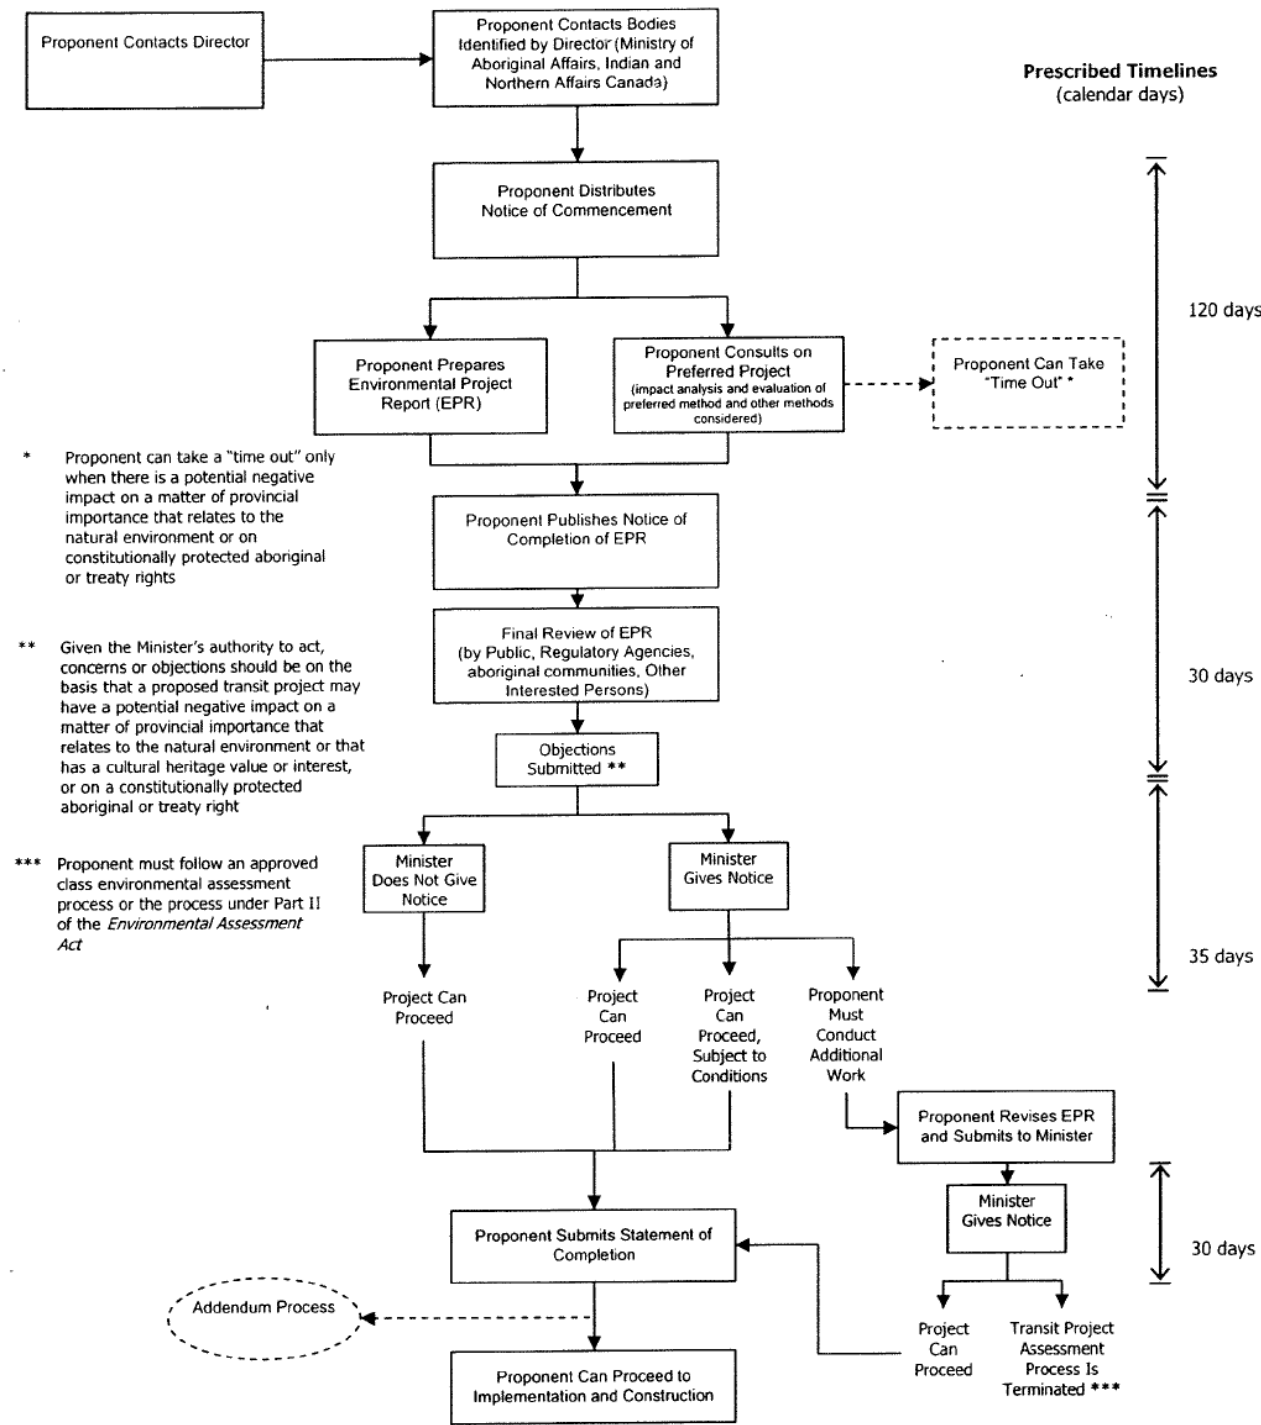 Proponent Contacts Director
Proponent Contacts Bodies
Identified by Director (Ministry of
Aboriginal Affairs, Indian and
Northern Affairs Canada)
Prescribed Timelines
(calendar days)
Proponent Distributes
Notice of Commencement
120 days
Proponent Prepares
Environmental Project
Report (EPR)
Proponent Consults on
Preferred Project
(impact analysis and evaluation of
preferred method and other methods
considered)
Proponent Can Take
"Time Out" *
* Proponent can take a "time out" only
when there is a potential negative
impact on a matter of provincial
importance that relates to the
natural environment or on
constitutionally protected aboriginal
or treaty rights
Proponent Publishes Notice of
Completion of EPR
Final Review of EPR
(by Public, Regulatory Agencies,
aboriginal communities, Other
Interested Persons)
30 days
** Given the Minister's authority to act,
concerns or objections should be on the
basis that a proposed transit project may
have a potential negative impact on a
matter of provincial importance that
relates to the natural environment or that
has a cultural heritage value or interest,
or on a constitutionally protected
aboriginal or treaty right
Objections
Submitted **
Minister
Does Not Give
Notice
Minister
Gives Notice
*** Proponent must follow an approved
class environmental assessment
process or the process under Part II
of the Environmental Assessment
Act
35 days
Project Can
Proceed
Project
Can
Proceed
Project
Can
Proceed,
Subject to
Conditions
Proponent
Must
Conduct
Additional
Work
Proponent Revises EPR
and Submits to Minister
Minister
Gives Notice
30 days
Proponent Submits Statement of
Completion
Addendum Process
Project
Can
Proceed
Transit Project
Assessment
Process Is
Terminated ***
Proponent Can Proceed to
Implementation and Construction